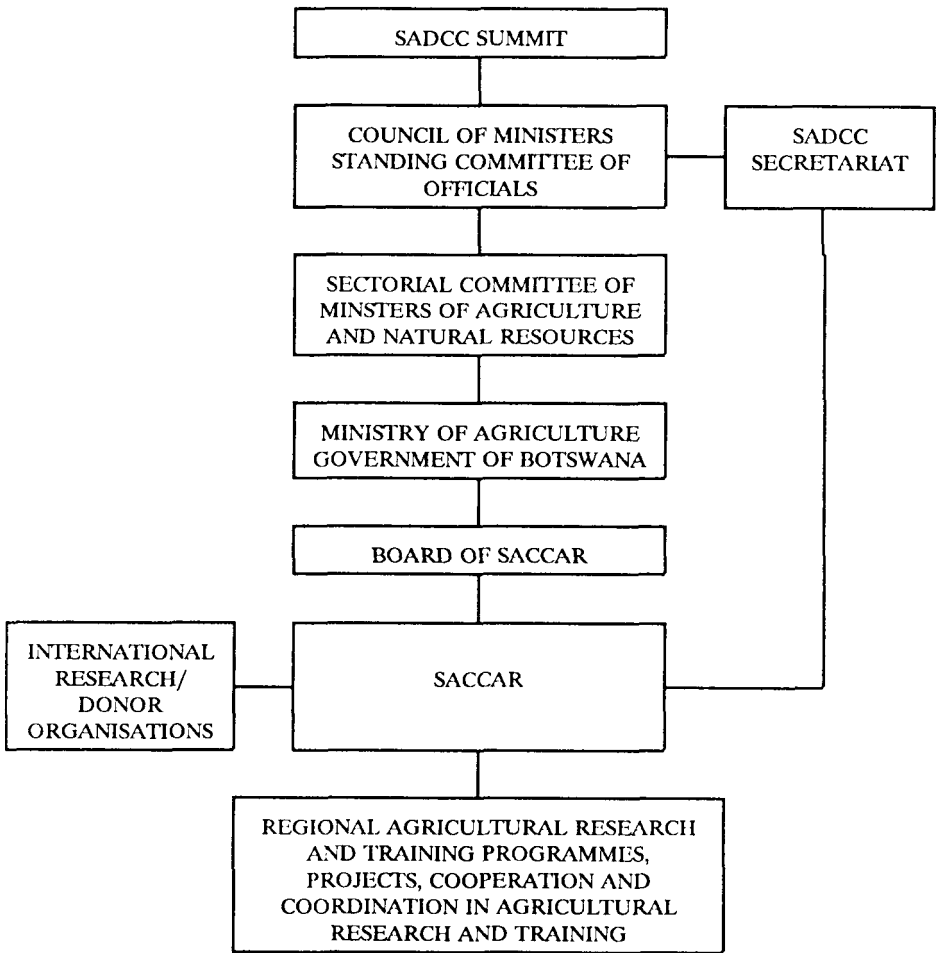 SADCC SUMMIT
COUNCIL OF MINISTERS
STANDING COMMITTEE OF
OFFICIALS
SADCC
SECRETARIAT
SECTORIAL COMMITTEE OF
MINSTERS OF AGRICULTURE
AND NATURAL RESOURCES
MINISTRY OF AGRICULTURE
GOVERNMENT OF BOTSWANA
BOARD OF SACCAR
INTERNATIONAL
RESEARCH/
DONOR
ORGANISATIONS
SACCAR
REGIONAL AGRICULTURAL RESEARCH
AND TRAINING PROGRAMMES,
PROJECTS, COOPERATION AND
COORDINATION IN AGRICULTURAL
RESEARCH AND TRAINING